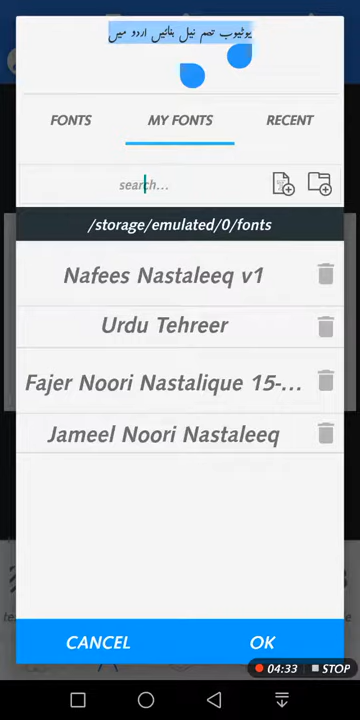 یوٹیوب تھم نیل بنائیں اردو میں
FONTS
MY FONTS
RECENT
search...
/storage/emulated/0/fonts
Nafees Nastaleeq v1
Urdu Tehreer
Fajer Noori Nastalique 15-...
Jameel Noori Nastaleeq
CANCEL
OK
04:33
STOP